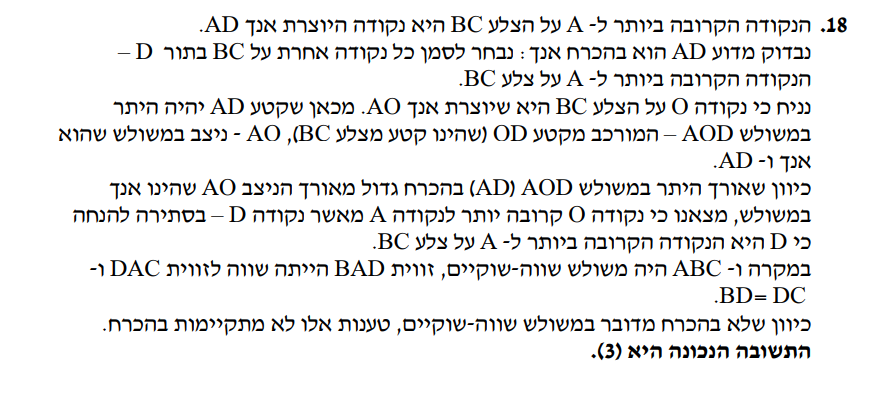 18. הנקודה הקרובה ביותר ל- A על הצלע BC היא נקודה היוצרת אנך AD.
נבדוק מדוע AD הוא בהכרח אנך: נבחר לסמן כל נקודה אחרת על BC בתור D –
הנקודה הקרובה ביותר ל- A על צלע BC.
נניח כי נקודה O על הצלע BC היא שיוצרת אנך AO. מכאן שקטע AD יהיה היתר
במשולש AOD – המורכב מקטע OD (שהינו קטע מצלע BC), AO - ניצב במשולש שהוא
אנך ו- AD.
כיוון שאורך היתר במשולש AOD (AD) בהכרח גדול מאורך הניצב AO שהינו אנך
במשולש, מצאנו כי נקודה O קרובה יותר לנקודה A מאשר נקודה D – בסתירה להנחה
כי D היא הנקודה הקרובה ביותר ל- A על צלע BC.
במקרה ו- ABC היה משולש שווה-שוקיים, זווית BAD הייתה שווה לזווית DAC ו-
BD= DC.
כיוון שלא בהכרח מדובר במשולש שווה-שוקיים, טענות אלו לא מתקיימות בהכרח.
התשובה הנכונה היא (3).